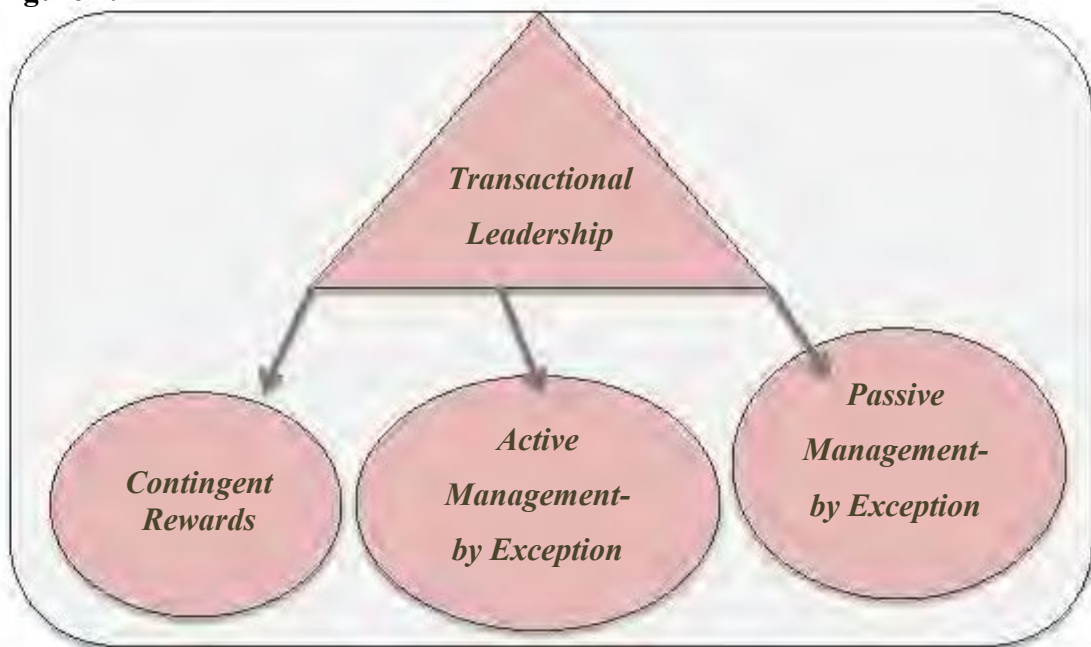 Transactional
Leadership
Contingent
Rewards
Active
Management-
by Exception
Passive
Management-
by Exception